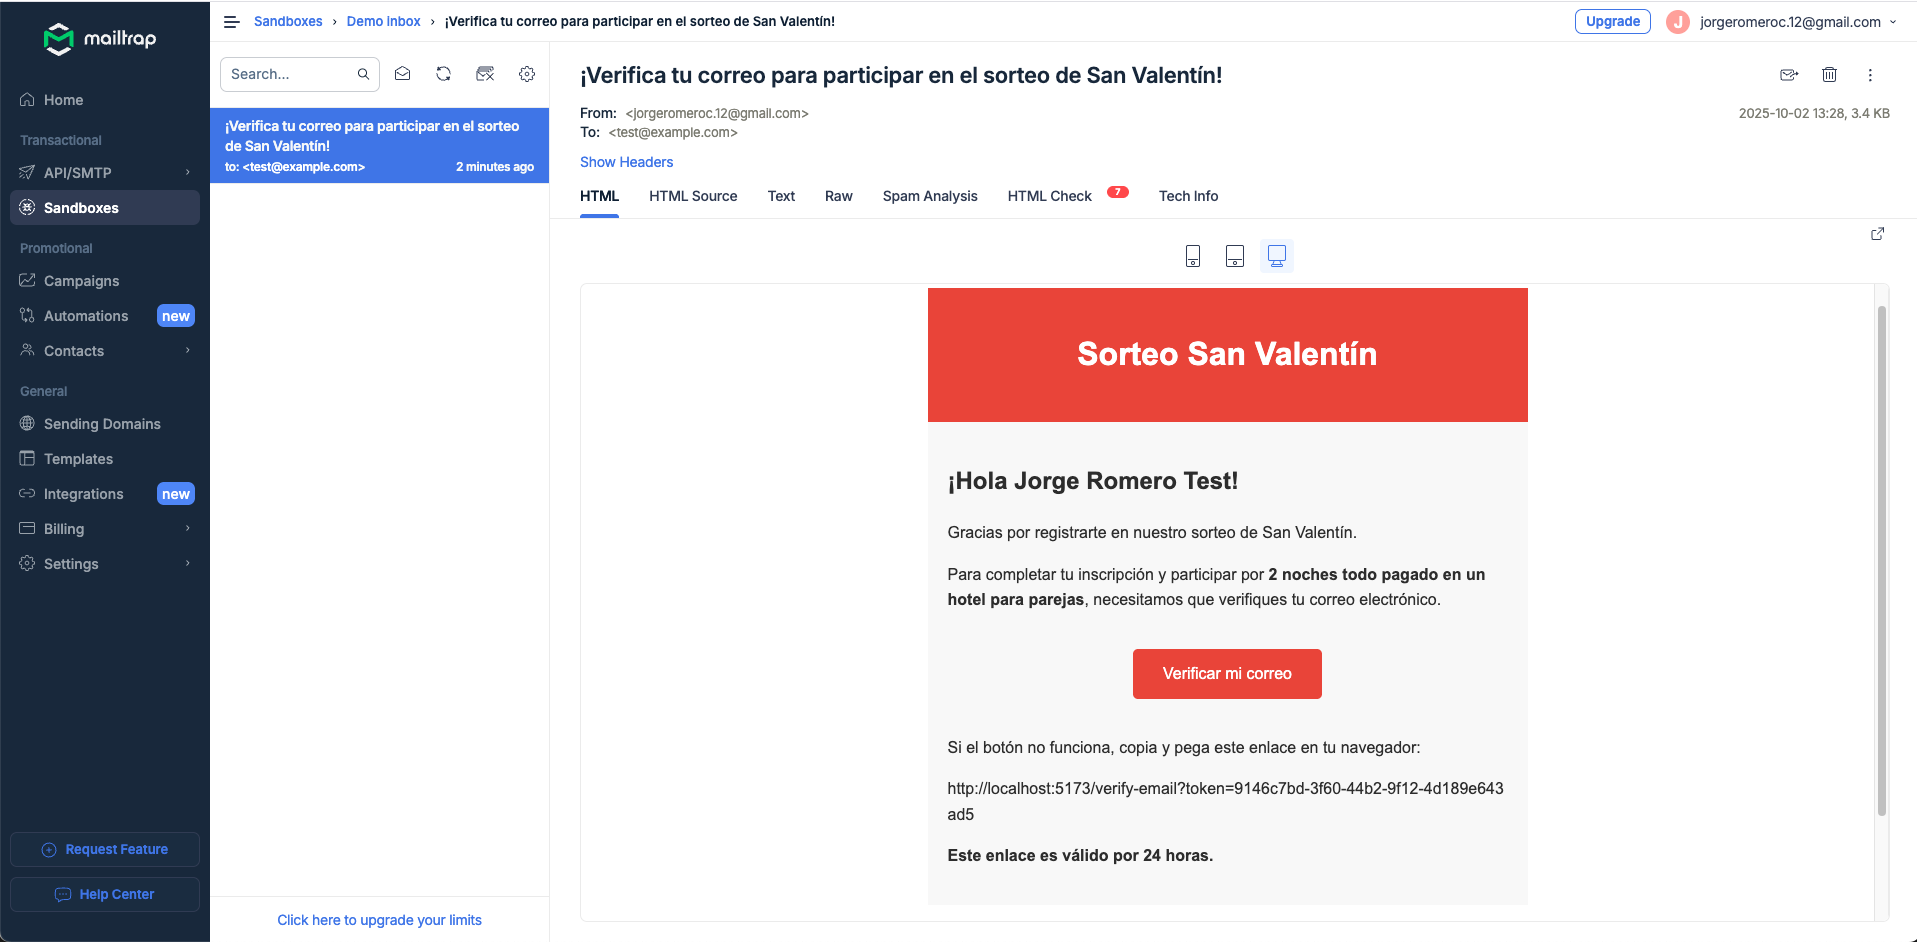 mailtrap
Home
Transactional
API/SMTP
Sandboxes
Promotional
Campaigns
Automations new
Contacts
General
Sending Domains
Templates
Integrations new
Billing
Settings
Request Feature
Help Center
Sandboxes › Demo inbox › ¡Verifica tu correo para participar en el sorteo de San Valentín!
Upgrade
J jorgeromeroc.12@gmail.com
Search...
¡Verifica tu correo para participar en el sorteo
de San Valentín!
to: <test@example.com> 2 minutes ago
Click here to upgrade your limits
¡Verifica tu correo para participar en el sorteo de San Valentín!
From: <jorgeromeroc.12@gmail.com>
2025-10-02 13:28, 3.4 KB
To: <test@example.com>
Show Headers
HTML HTML Source Text Raw Spam Analysis HTML Check 7 Tech Info
Sorteo San Valentín
¡Hola Jorge Romero Test!
Gracias por registrarte en nuestro sorteo de San Valentín.
Para completar tu inscripción y participar por 2 noches todo pagado en un
hotel para parejas, necesitamos que verifiques tu correo electrónico.
Verificar mi correo
Si el botón no funciona, copia y pega este enlace en tu navegador:
http://localhost:5173/verify-email?token=9146c7bd-3f60-44b2-9f12-4d189e643
ad5
Este enlace es válido por 24 horas.